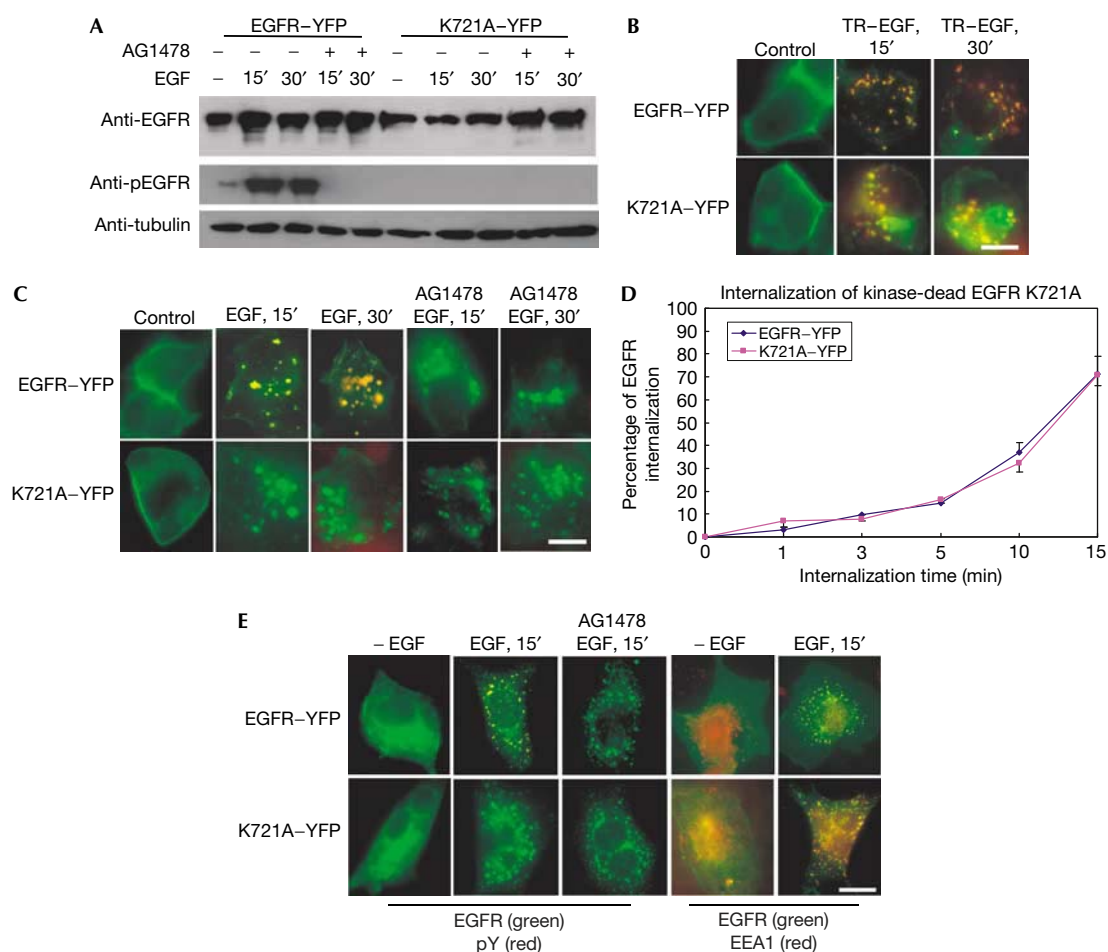 A
EGFR–YFP K721A–YFP
AG1478 – – – + + – – – + +
EGF – 15′ 30′ 15′ 30′ – 15′ 30′ 15′ 30′
Anti-EGFR
Anti-pEGFR
Anti-tubulin
B
Control TR–EGF, 15′ TR–EGF, 30′
EGFR–YFP
K721A–YFP
C
Control EGF, 15′ EGF, 30′ AG1478 EGF, 15′ AG1478 EGF, 30′
EGFR–YFP
K721A–YFP
D
Internalization of kinase-dead EGFR K721A
EGFR–YFP
K721A–YFP
Percentage of EGFR
internalization
100
90
80
70
60
50
40
30
20
10
0
0 1 3 5 10 15
Internalization time (min)
E
– EGF EGF, 15′ AG1478 EGF, 15′ – EGF EGF, 15′
EGFR–YFP
K721A–YFP
EGFR (green) EGFR (green)
pY (red) EEA1 (red)